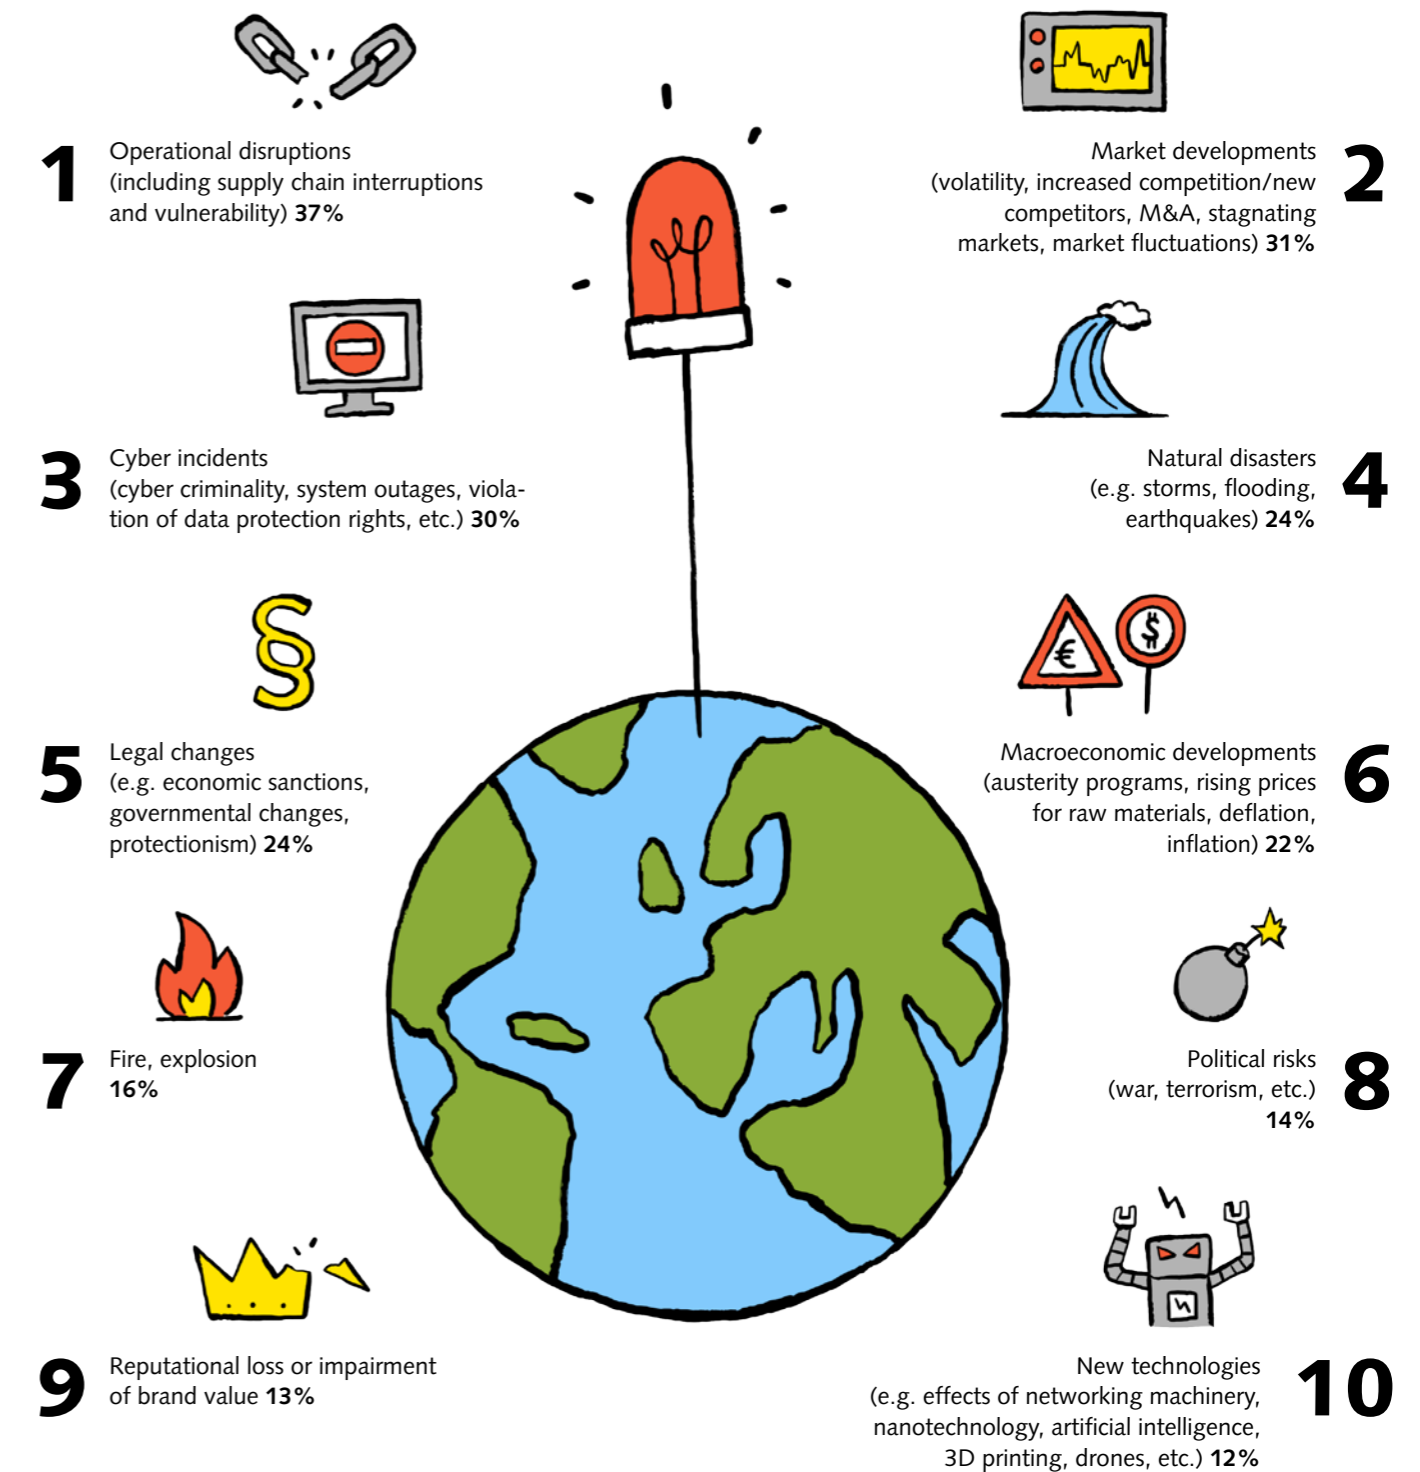 1
Operational disruptions
(including supply chain interruptions
and vulnerability) 37%
2
Market developments
(volatility, increased competition/new
competitors, M&A, stagnating
markets, market fluctuations) 31%
3
Cyber incidents
(cyber criminality, system outages, viola-
tion of data protection rights, etc.) 30%
4
Natural disasters
(e.g. storms, flooding,
earthquakes) 24%
§
€
$
5
Legal changes
(e.g. economic sanctions,
governmental changes,
protectionism) 24%
6
Macroeconomic developments
(austerity programs, rising prices
for raw materials, deflation,
inflation) 22%
7
Fire, explosion
16%
8
Political risks
(war, terrorism, etc.)
14%
9
Reputational loss or impairment
of brand value 13%
10
New technologies
(e.g. effects of networking machinery,
nanotechnology, artificial intelligence,
3D printing, drones, etc.) 12%